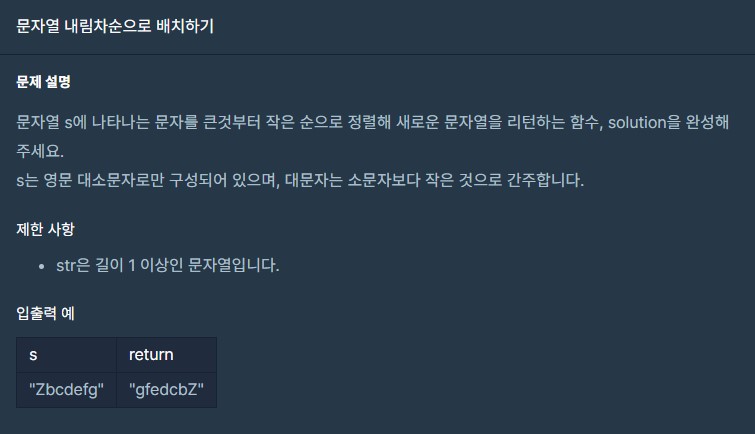 문자열 내림차순으로 배치하기
문제 설명
문자열 s에 나타나는 문자를 큰것부터 작은 순으로 정렬해 새로운 문자열을 리턴하는 함수, solution을 완성해
주세요.
s는 영문 대소문자로만 구성되어 있으며, 대문자는 소문자보다 작은 것으로 간주합니다.
제한 사항
• str은 길이 1 이상인 문자열입니다.
입출력 예
s return
"Zbcdefg" "gfedcbZ"